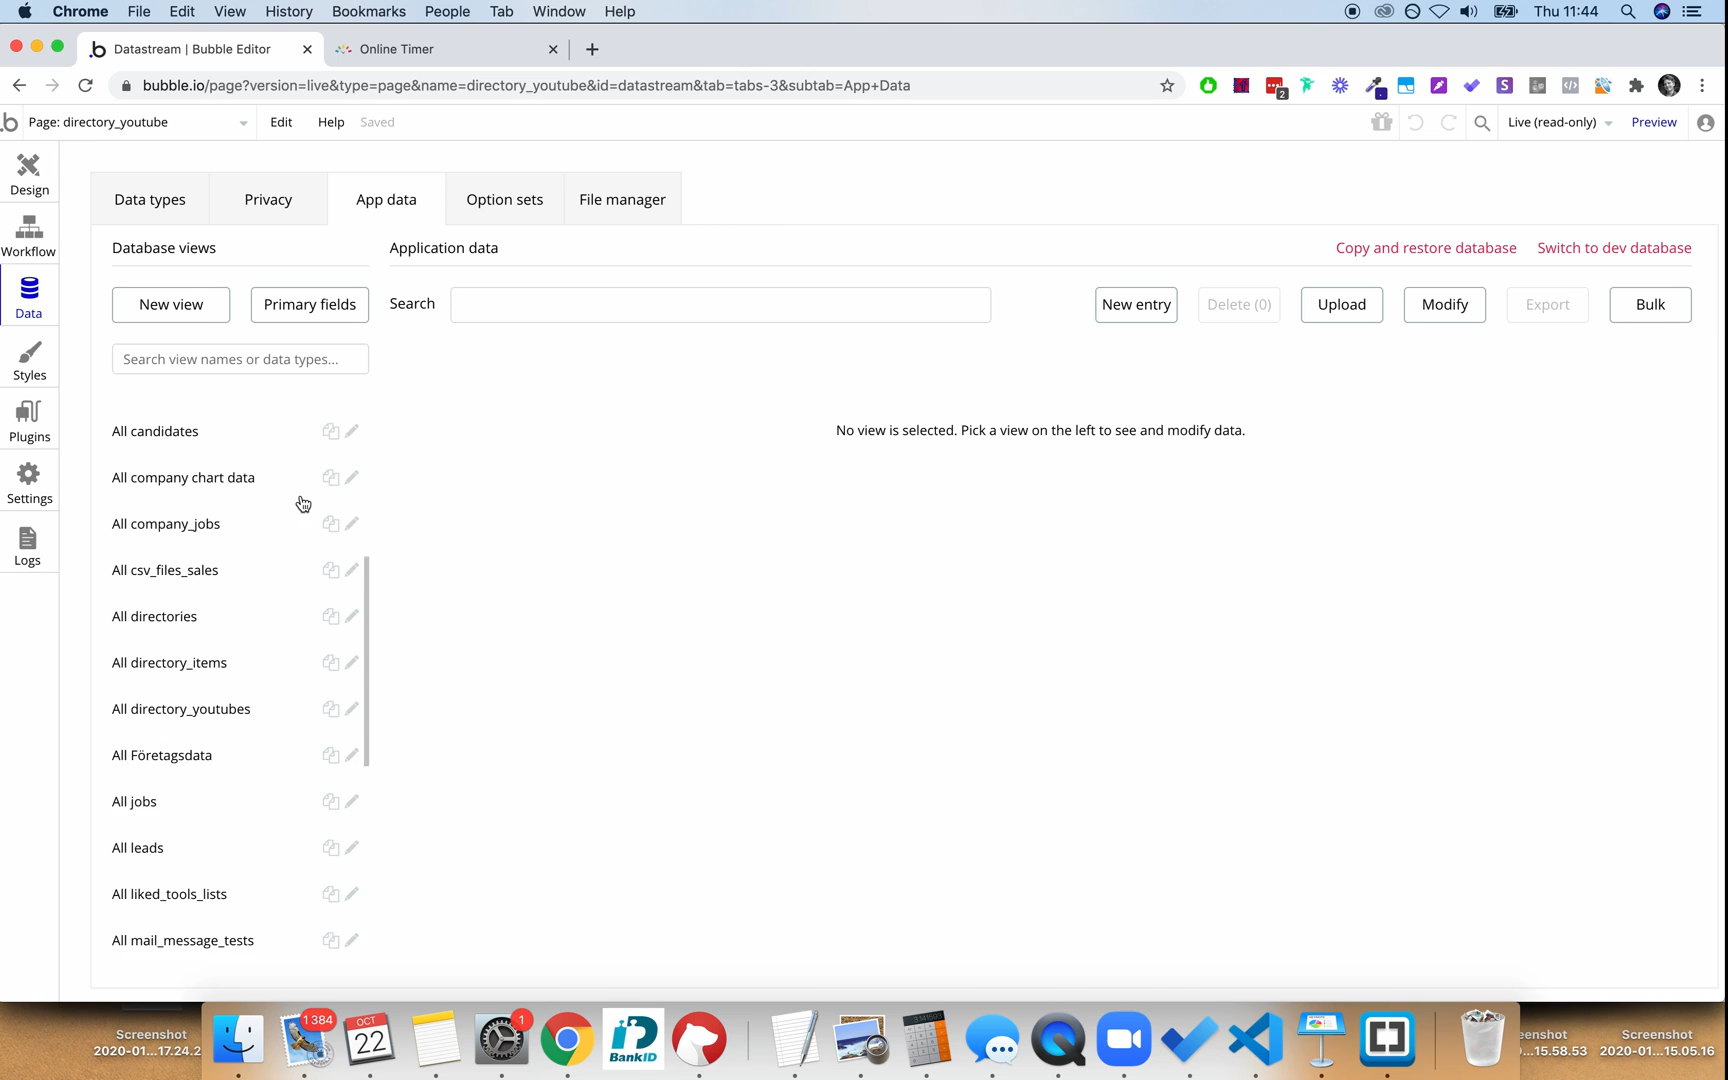 Chrome File Edit View History Bookmarks People Tab Window Help Thu 11:44
Datastream | Bubble Editor Online Timer
bubble.io/page?version=live&type=page&name=directory_youtube&id=datastream&tab=tabs-3&subtab=App+Data
2
S
Page: directory_youtube Edit Help Saved Live (read-only) Preview
Design
Workflow
Data
Styles
Plugins
Settings
Logs
Data types Privacy App data Option sets File manager
Database views Application data Copy and restore database Switch to dev database
New view Primary fields Search New entry Delete (0) Upload Modify Export Bulk
Search view names or data types...
No view is selected. Pick a view on the left to see and modify data.
All candidates
All company chart data
All company_jobs
All csv_files_sales
All directories
All directory_items
All directory_youtubes
All Företagsdata
All jobs
All leads
All liked_tools_lists
All mail_message_tests
1 384
OCT
22
1
BankID
Screenshot
2020-01...17.24.2
eenshot
...15.58.53
Screenshot
2020-01...15.05.16